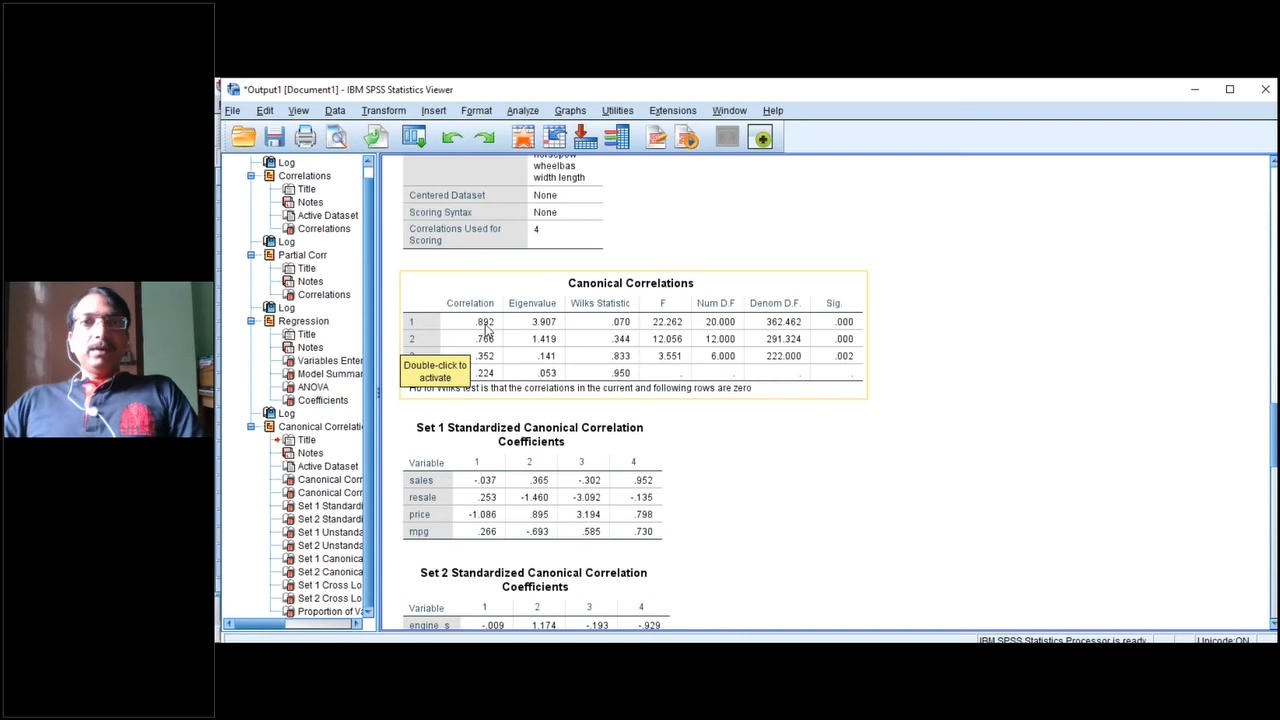 *Output1 [Document1] - IBM SPSS Statistics Viewer
File Edit View Data Transform Insert Format Analyze Graphs Utilities Extensions Window Help
Log
Correlations
Title
Notes
Active Dataset
Correlations
Log
Partial Corr
Title
Notes
Correlations
Log
Regression
Title
Notes
Variables Enter
Model Summar
ANOVA
Coefficients
Log
Canonical Correlatio
Title
Notes
Active Dataset
Canonical Corr
Canonical Corr
Set 1 Standardi
Set 2 Standardi
Set 1 Unstanda
Set 2 Unstanda
Set 1 Canonica
Set 2 Canonica
Set 1 Cross Lo
Set 2 Cross Lo
Proportion of Va
horsepow
wheelbas
width length
Centered Dataset None
Scoring Syntax None
Correlations Used for 4
Scoring
Canonical Correlations
Correlation Eigenvalue Wilks Statistic F Num D.F Denom D.F. Sig.
1 .892 3.907 .070 22.262 20.000 362.462 .000
2 .766 1.419 .344 12.056 12.000 291.324 .000
.352 .141 .833 3.551 6.000 222.000 .002
.224 .053 .950 . . . .
Double-click to
activate
H0 for Wilks test is that the correlations in the current and following rows are zero
Set 1 Standardized Canonical Correlation
Coefficients
Variable 1 2 3 4
sales -.037 .365 -.302 .952
resale .253 -1.460 -3.092 -.135
price -1.086 .895 3.194 .798
mpg .266 -.693 .585 .730
Set 2 Standardized Canonical Correlation
Coefficients
Variable 1 2 3 4
engine_s -.009 1.174 -.193 -.929
IBM SPSS Statistics Processor is ready Unicode:ON